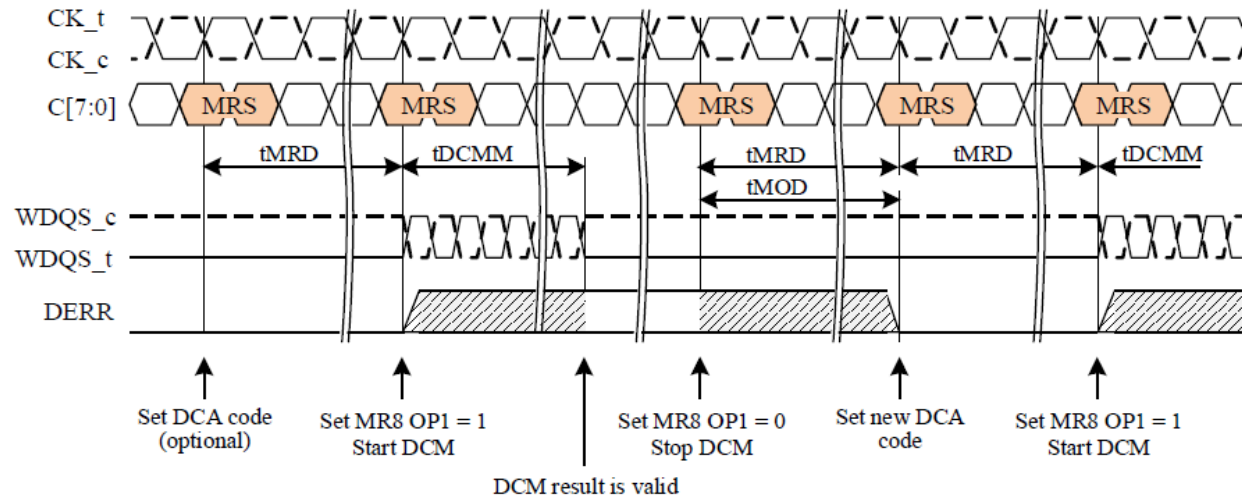 CK_t
CK_c
C[7:0]
MRS MRS MRS MRS MRS
tMRD tDCMM tMRD tMRD tDCMM
tMOD
WDQS_c
WDQS_t
DERR
Set DCA code
(optional)
Set MR8 OP1 = 1
Start DCM
DCM result is valid
Set MR8 OP1 = 0
Stop DCM
Set new DCA
code
Set MR8 OP1 = 1
Start DCM